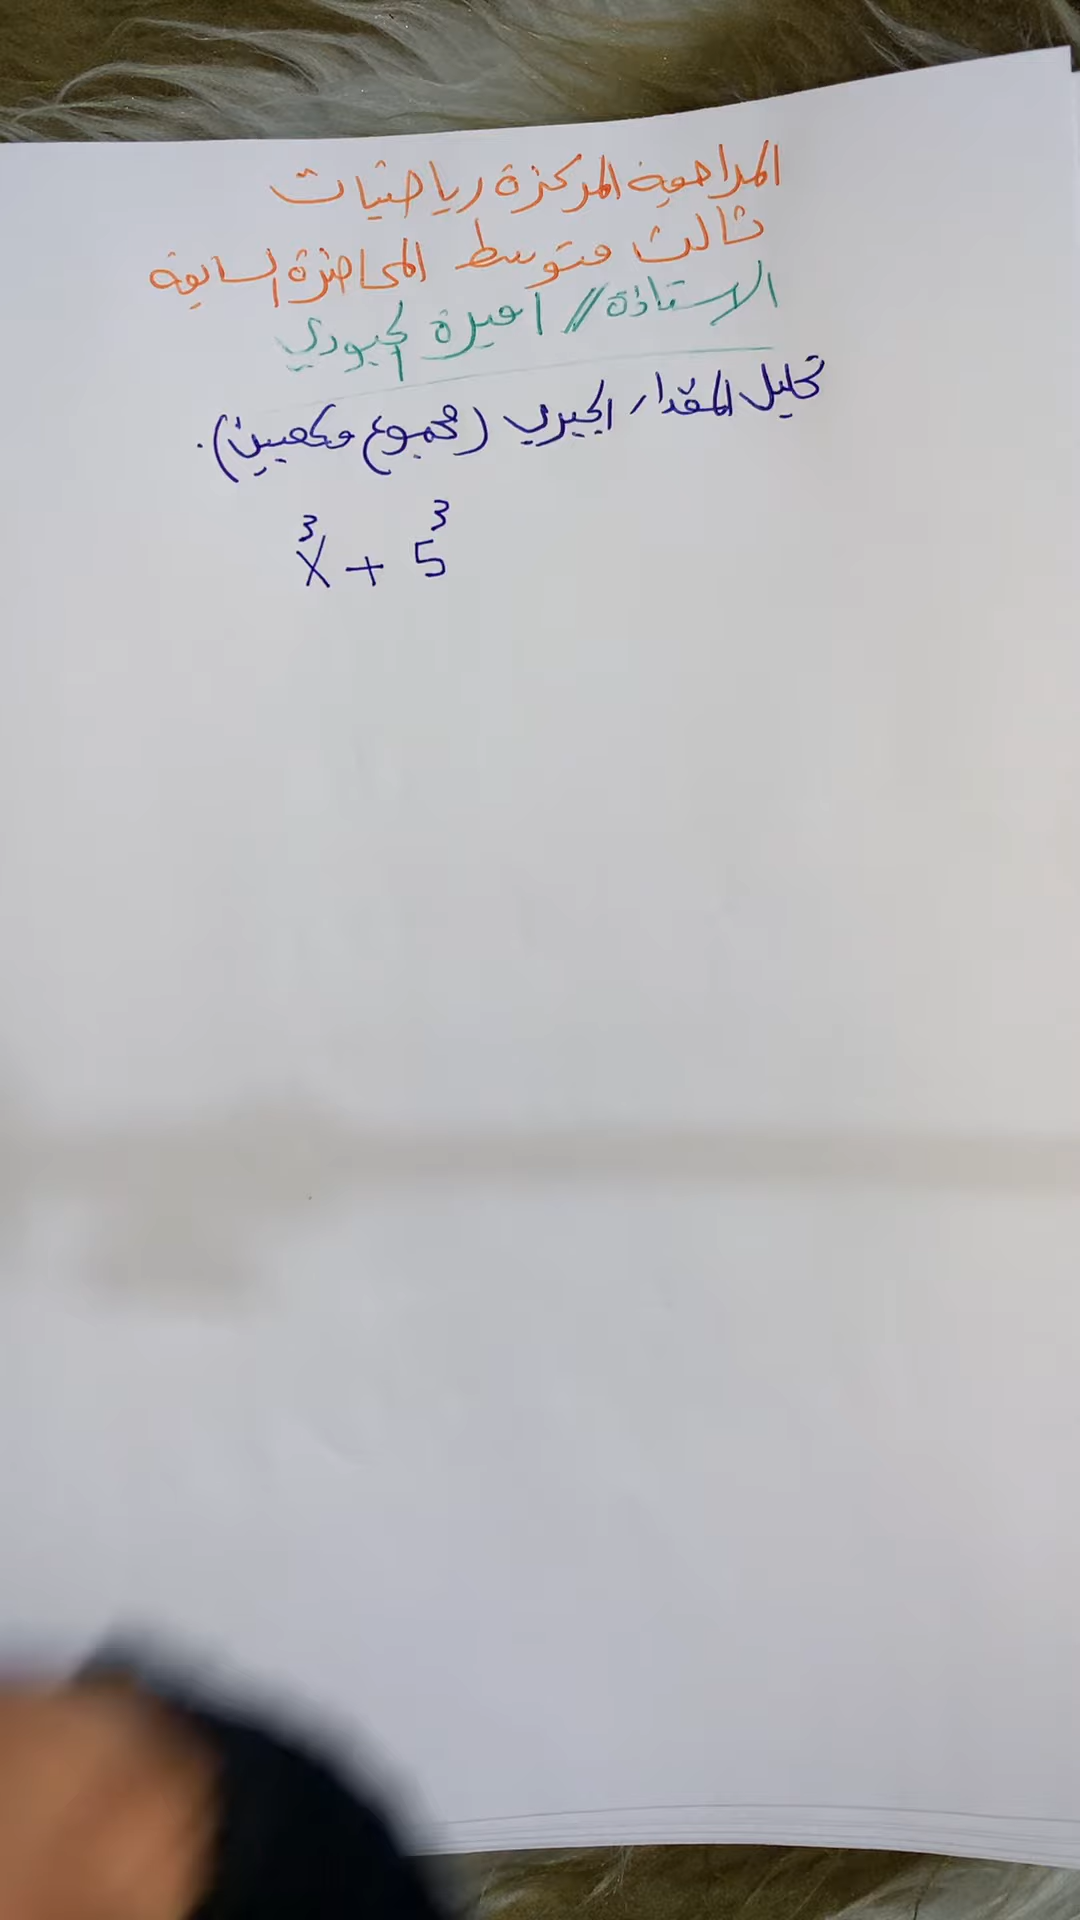 المراجعة المركزة رياضيات
ثالث متوسط المحاضرة السابعة
الاستاذة // اميرة الجبوري
تحليل المقدار الجبري (مجموع مكعبين).
x³ + 5³